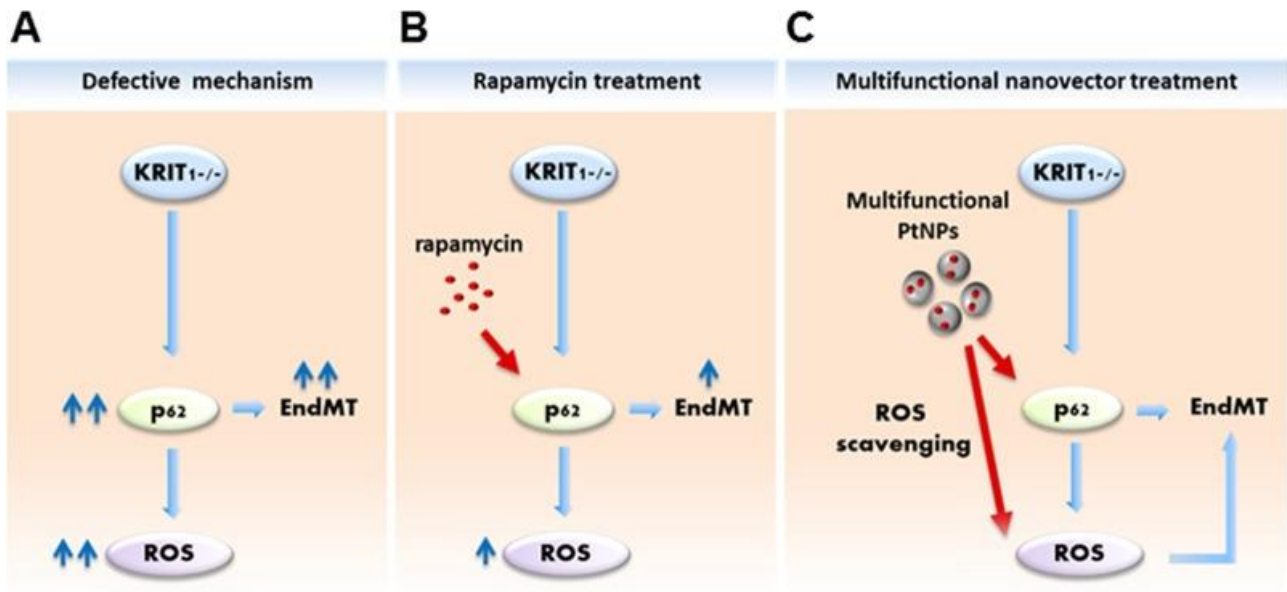 A
Defective mechanism
KRIT1-/-
p62
EndMT
ROS
B
Rapamycin treatment
KRIT1-/-
rapamycin
p62
EndMT
ROS
C
Multifunctional nanovector treatment
KRIT1-/-
Multifunctional
PtNPs
p62
EndMT
ROS
scavenging
ROS